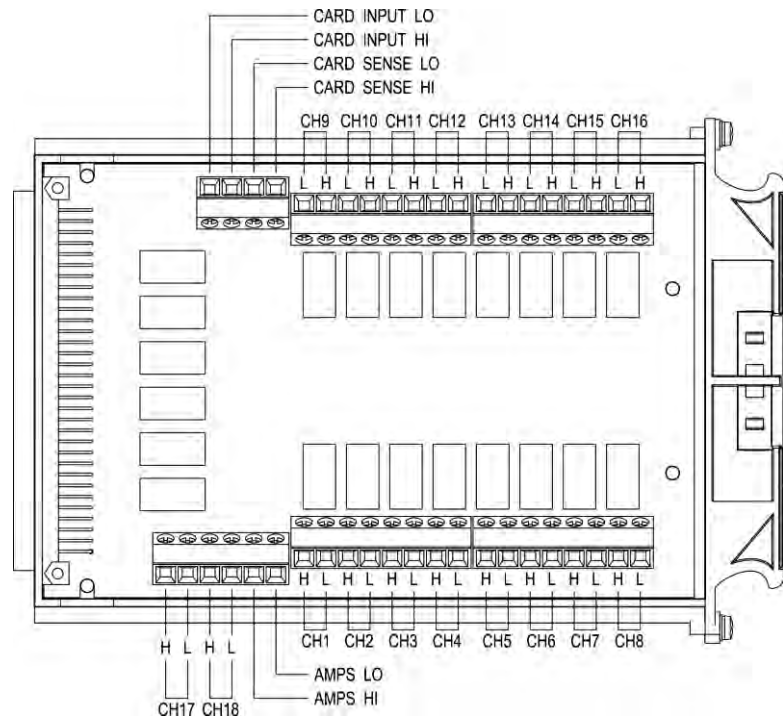 CARD INPUT LO
CARD INPUT HI
CARD SENSE LO
CARD SENSE HI
CH9 CH10 CH11 CH12 CH13 CH14 CH15 CH16
L H L H L H L H L H L H L H L H
H L H L H L H L H L H L H L H L
CH1 CH2 CH3 CH4 CH5 CH6 CH7 CH8
H L H L
AMPS LO
AMPS HI
CH17 CH18